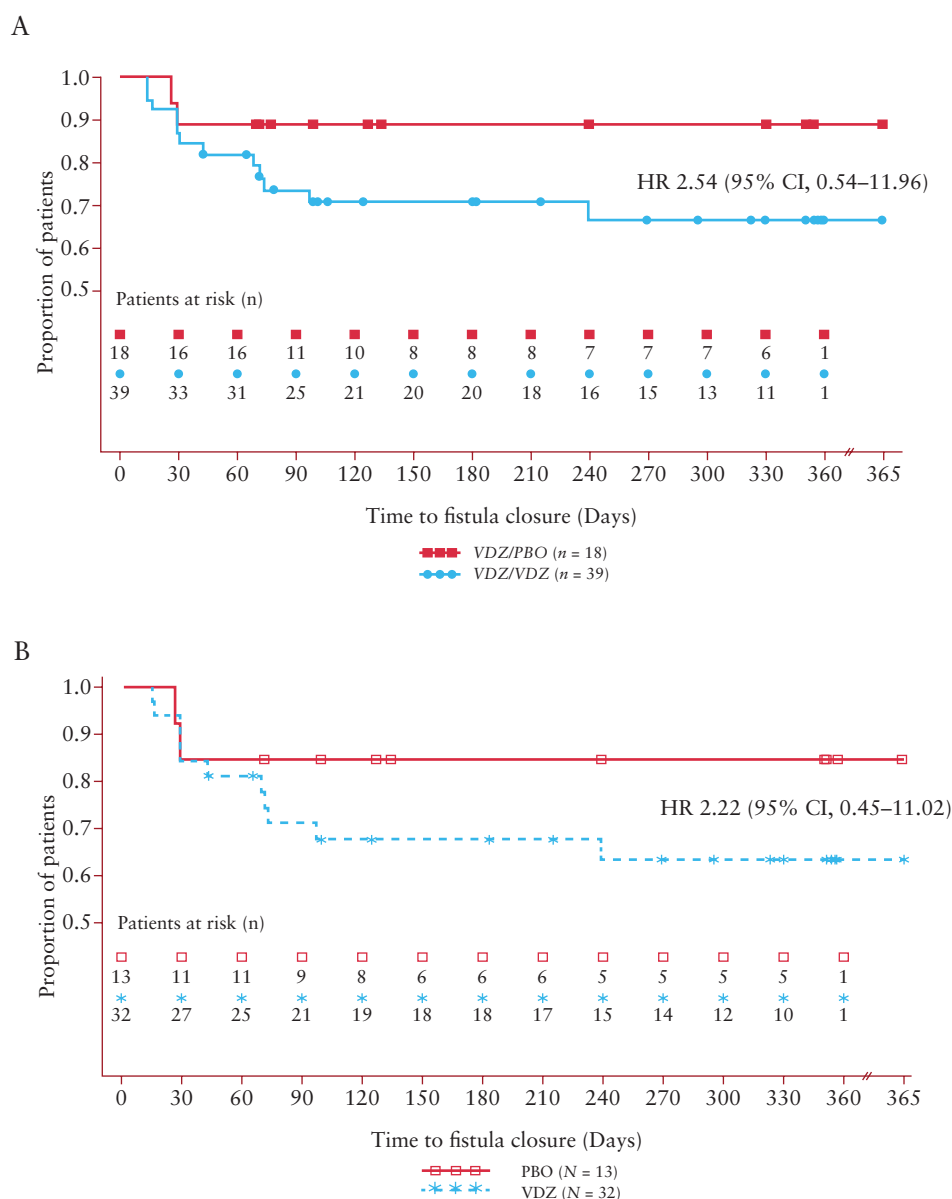 A
1.0
0.9
0.8
0.7
0.6
0.5
Proportion of patients
HR 2.54 (95% CI, 0.54–11.96)
Patients at risk (n)
18 16 16 11 10 8 8 8 7 7 7 6 1
39 33 31 25 21 20 20 18 16 15 13 11 1
0 30 60 90 120 150 180 210 240 270 300 330 360 365
Time to fistula closure (Days)
VDZ/PBO (n = 18)
VDZ/VDZ (n = 39)
B
1.0
0.9
0.8
0.7
0.6
0.5
Proportion of patients
HR 2.22 (95% CI, 0.45–11.02)
Patients at risk (n)
13 11 11 9 8 6 6 6 5 5 5 5 1
32 27 25 21 19 18 18 17 15 14 12 10 1
0 30 60 90 120 150 180 210 240 270 300 330 360 365
Time to fistula closure (Days)
PBO (N = 13)
VDZ (N = 32)